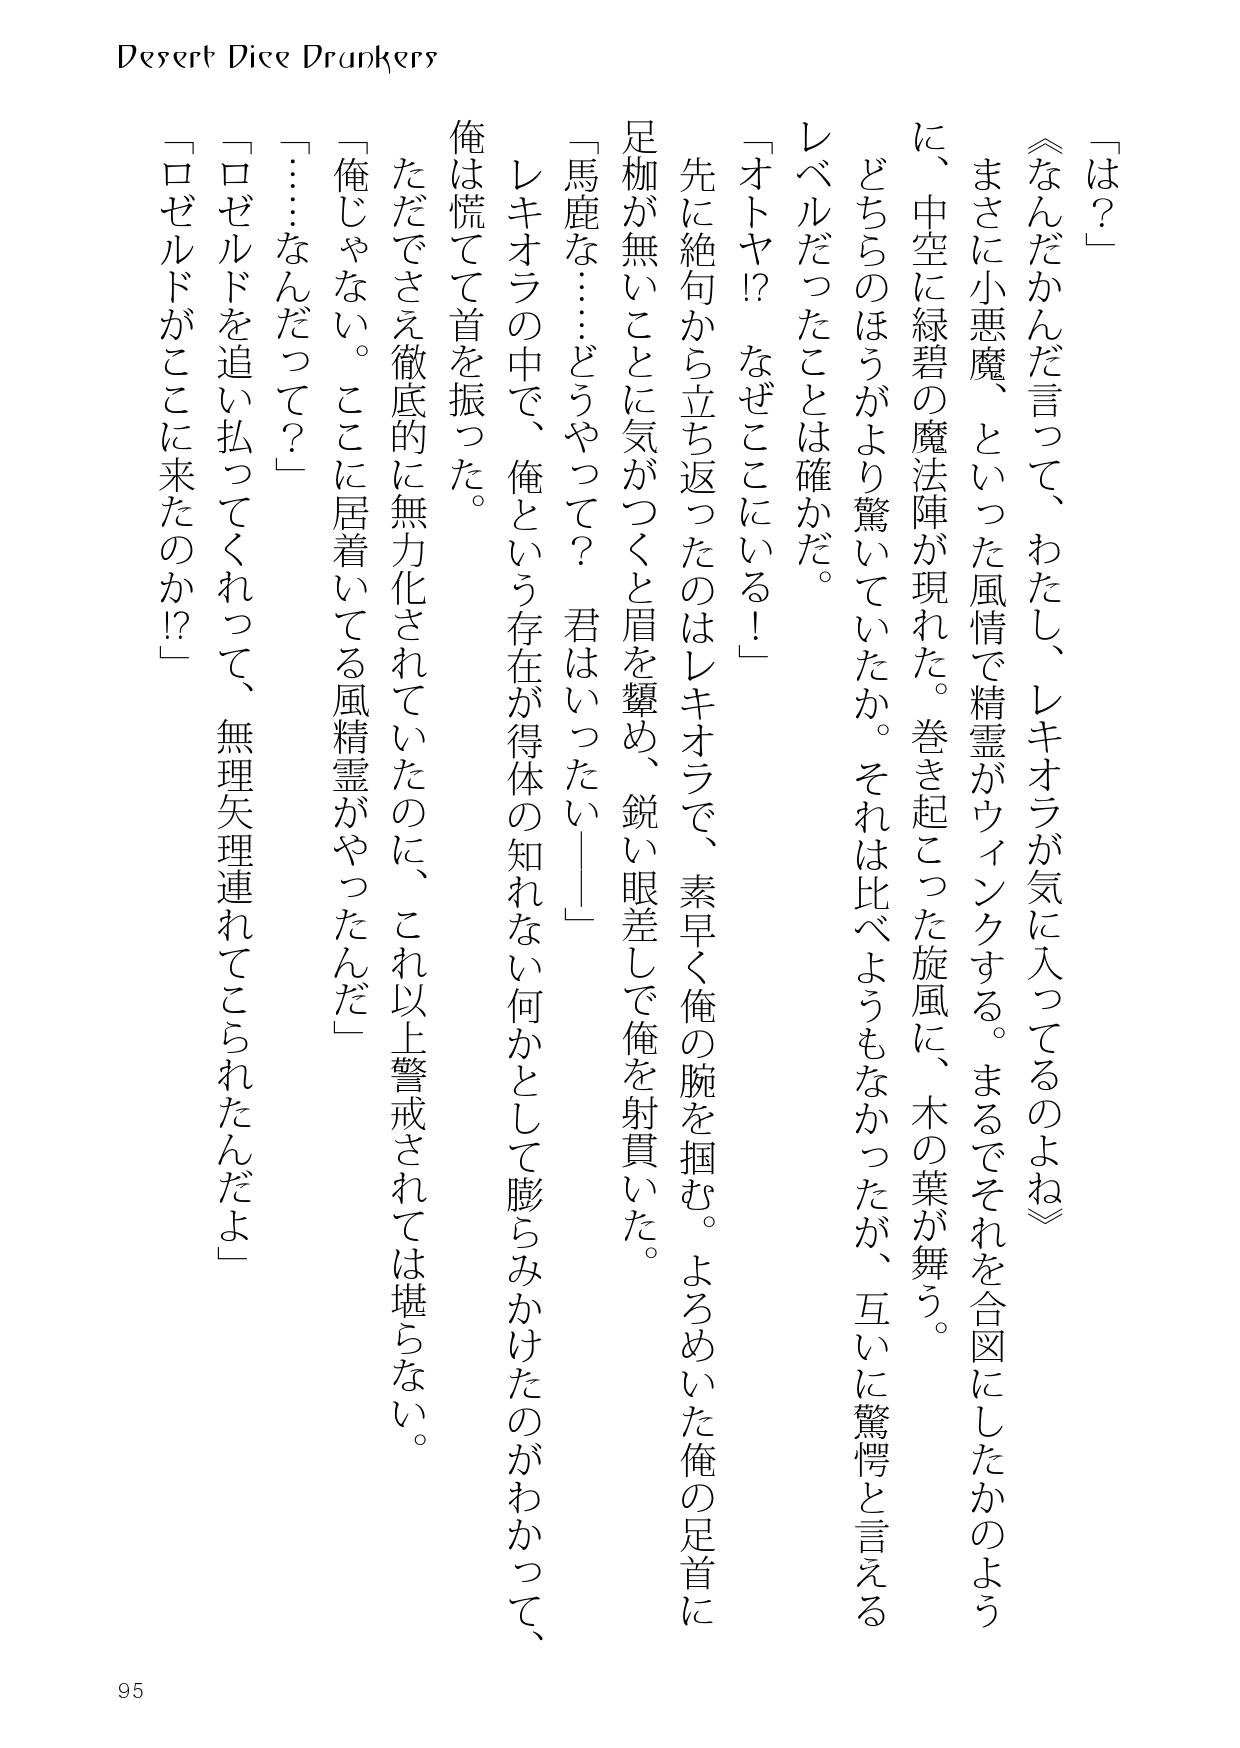 Desert Dice Drunkers
「は？」
《なんだかんだ言って、わたし、レキオラが気に入ってるのよね》
まさに小悪魔、といった風情で精霊がウィンクする。まるでそれを合図にしたかのよう
に、中空に緑碧の魔法陣が現れた。巻き起こった旋風に、木の葉が舞う。
どちらのほうがより驚いていたか。それは比べようもなかったが、互いに驚愕と言える
レベルだったことは確かだ。
「オトヤ!?　なぜここにいる！」
先に絶句から立ち返ったのはレキオラで、素早く俺の腕を掴む。よろめいた俺の足首に
足枷が無いことに気がつくと眉を顰め、鋭い眼差しで俺を射貫いた。
「馬鹿な……どうやって？　君はいったい――」
レキオラの中で、俺という存在が得体の知れない何かとして膨らみかけたのがわかって、
俺は慌てて首を振った。
ただでさえ徹底的に無力化されていたのに、これ以上警戒されては堪らない。
「俺じゃない。ここに居着いてる風精霊がやったんだ」
「……なんだって？」
「ロゼルドを追い払ってくれって、無理矢理連れてこられたんだよ」
「ロゼルドがここに来たのか!?」
95